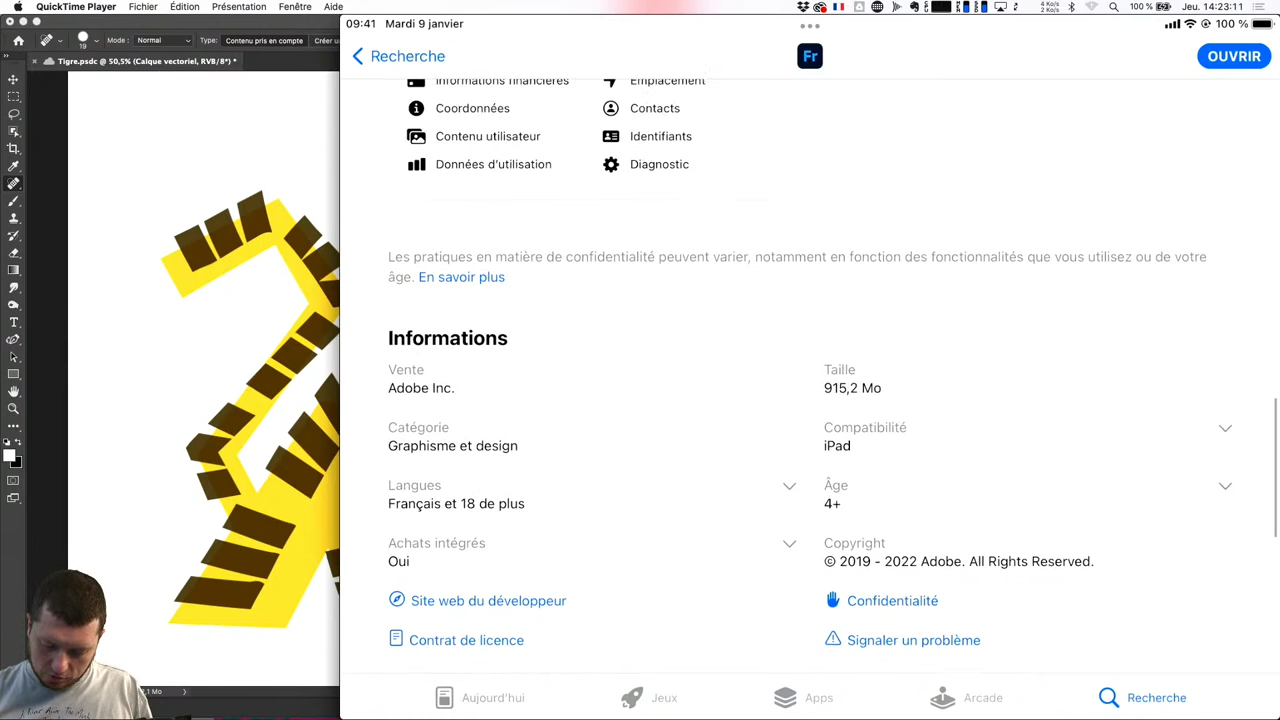 QuickTime Player Fichier Édition Présentation Fenêtre Aide
100 % Jeu. 14:23:11
19 Mode : Normal Type: Contenu pris en compte Créer u
Tigre.psdc @ 50,5% (Calque vectoriel, RVB/8*) *
09:41 Mardi 9 janvier
100 %
Recherche
Fr
OUVRIR
Informations financières
Emplacement
Coordonnées
Contacts
Contenu utilisateur
Identifiants
Données d'utilisation
Diagnostic
Les pratiques en matière de confidentialité peuvent varier, notamment en fonction des fonctionnalités que vous utilisez ou de votre
âge. En savoir plus
Informations
Vente
Adobe Inc.
Taille
915,2 Mo
Catégorie
Graphisme et design
Compatibilité
iPad
Langues
Français et 18 de plus
Âge
4+
Achats intégrés
Oui
Copyright
© 2019 - 2022 Adobe. All Rights Reserved.
Site web du développeur
Confidentialité
Contrat de licence
Signaler un problème
Aujourd'hui
Jeux
Apps
Arcade
Recherche